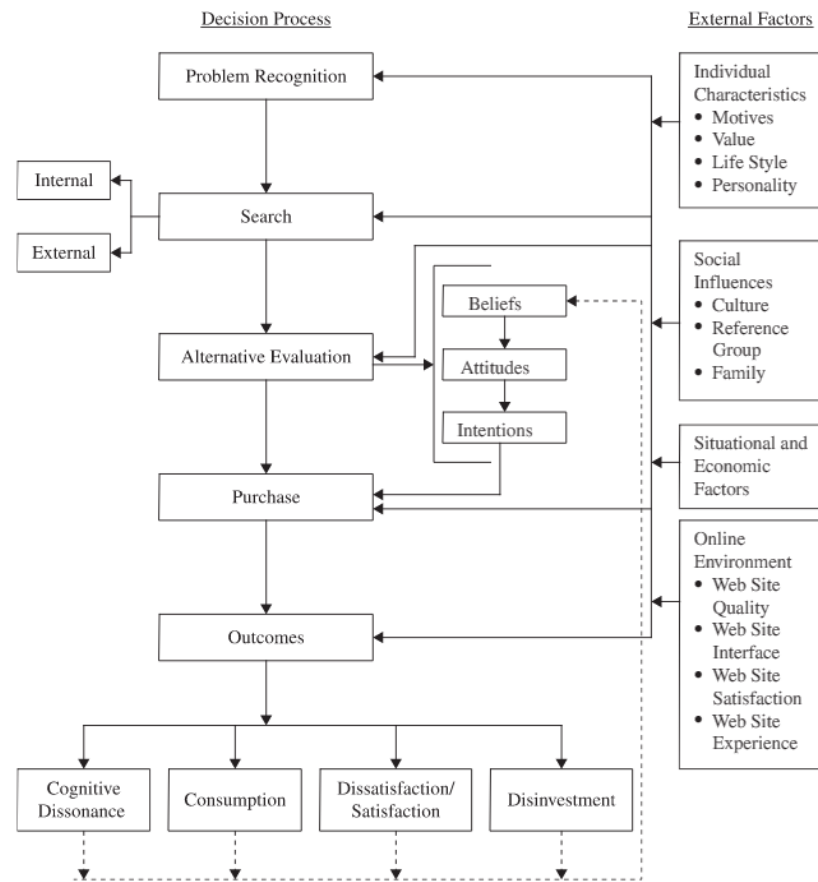 Decision Process
External Factors
Problem Recognition
Internal
External
Search
Alternative Evaluation
Beliefs
Attitudes
Intentions
Purchase
Outcomes
Cognitive
Dissonance
Consumption
Dissatisfaction/
Satisfaction
Disinvestment
Individual
Characteristics
• Motives
• Value
• Life Style
• Personality
Social
Influences
• Culture
• Reference
Group
• Family
Situational and
Economic
Factors
Online
Environment
• Web Site
Quality
• Web Site
Interface
• Web Site
Satisfaction
• Web Site
Experience